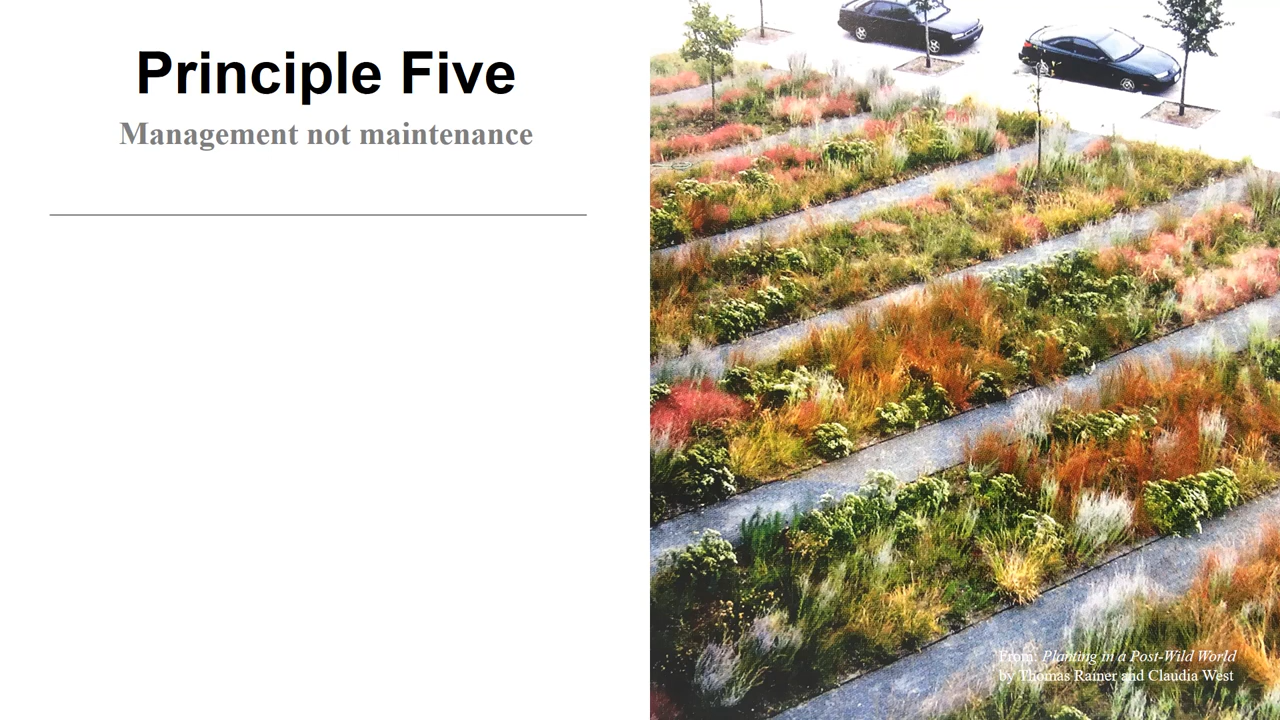 Principle Five
Management not maintenance
From: Planting in a Post-Wild World
by Thomas Rainer and Claudia West